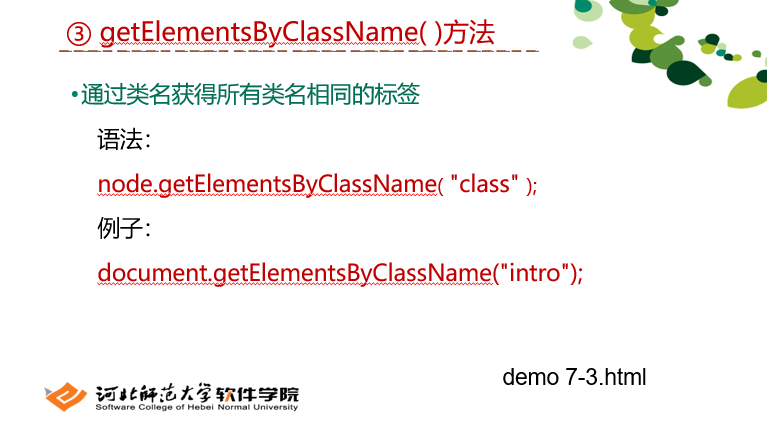 ③ getElementsByClassName( )方法
•通过类名获得所有类名相同的标签
语法：
node.getElementsByClassName( "class" );
例子：
document.getElementsByClassName("intro");
demo 7-3.html
河北师范大学软件学院
Software College of Hebei Normal University